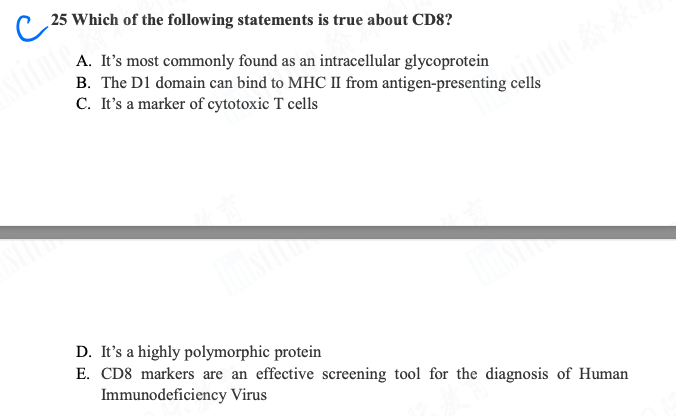 C 25 Which of the following statements is true about CD8?
A. It's most commonly found as an intracellular glycoprotein
B. The D1 domain can bind to MHC II from antigen-presenting cells
C. It's a marker of cytotoxic T cells
D. It's a highly polymorphic protein
E. CD8 markers are an effective screening tool for the diagnosis of Human
Immunodeficiency Virus